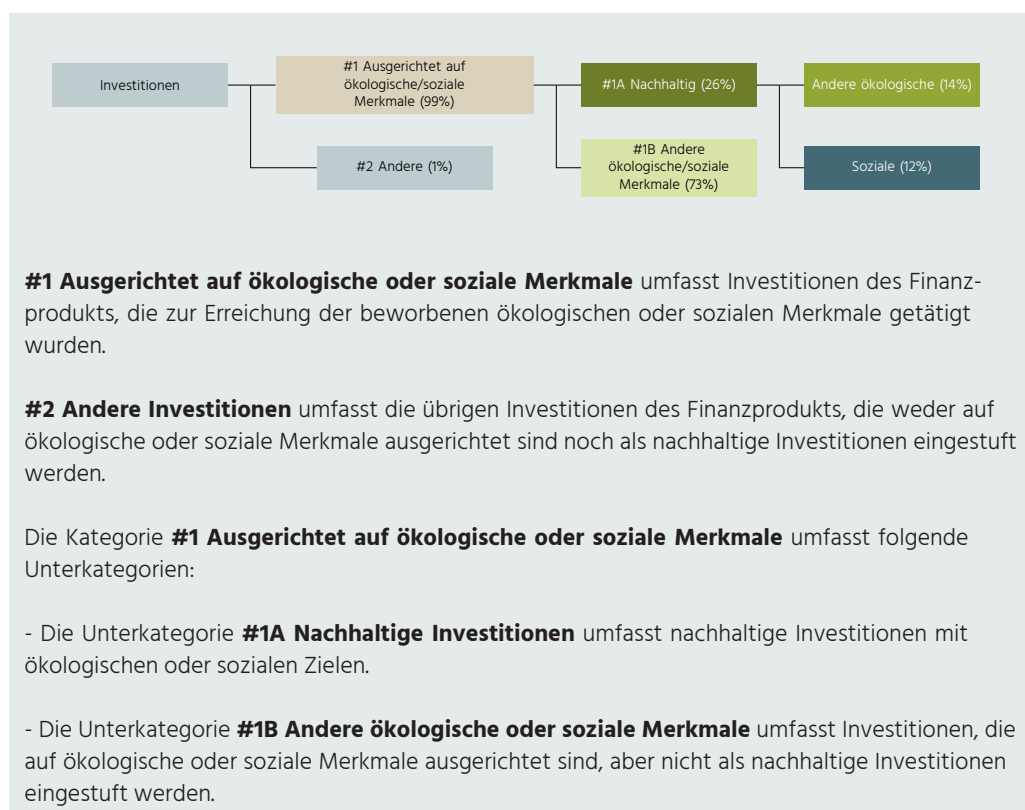 Investitionen
#1 Ausgerichtet auf
ökologische/soziale
Merkmale (99%)
#1A Nachhaltig (26%)
Andere ökologische (14%)
#2 Andere (1%)
#1B Andere
ökologische/soziale
Merkmale (73%)
Soziale (12%)
#1 Ausgerichtet auf ökologische oder soziale Merkmale umfasst Investitionen des Finanz-
produkts, die zur Erreichung der beworbenen ökologischen oder sozialen Merkmale getätigt
wurden.
#2 Andere Investitionen umfasst die übrigen Investitionen des Finanzprodukts, die weder auf
ökologische oder soziale Merkmale ausgerichtet sind noch als nachhaltige Investitionen eingestuft
werden.
Die Kategorie #1 Ausgerichtet auf ökologische oder soziale Merkmale umfasst folgende
Unterkategorien:
- Die Unterkategorie #1A Nachhaltige Investitionen umfasst nachhaltige Investitionen mit
ökologischen oder sozialen Zielen.
- Die Unterkategorie #1B Andere ökologische oder soziale Merkmale umfasst Investitionen, die
auf ökologische oder soziale Merkmale ausgerichtet sind, aber nicht als nachhaltige Investitionen
eingestuft werden.